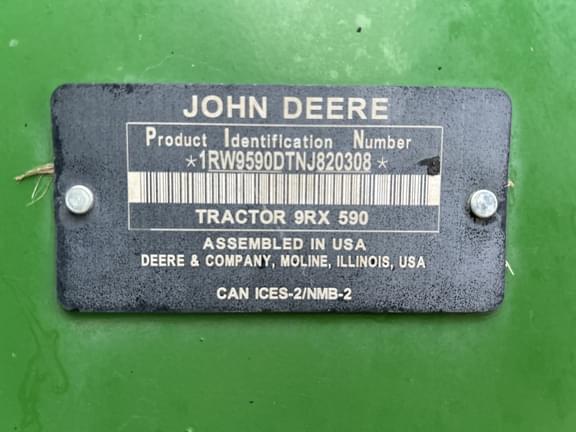 JOHN DEERE
Product Identification Number
*1RW9590DTNJ820308*
TRACTOR 9RX 590
ASSEMBLED IN USA
DEERE & COMPANY, MOLINE, ILLINOIS, USA
CAN ICES-2/NMB-2